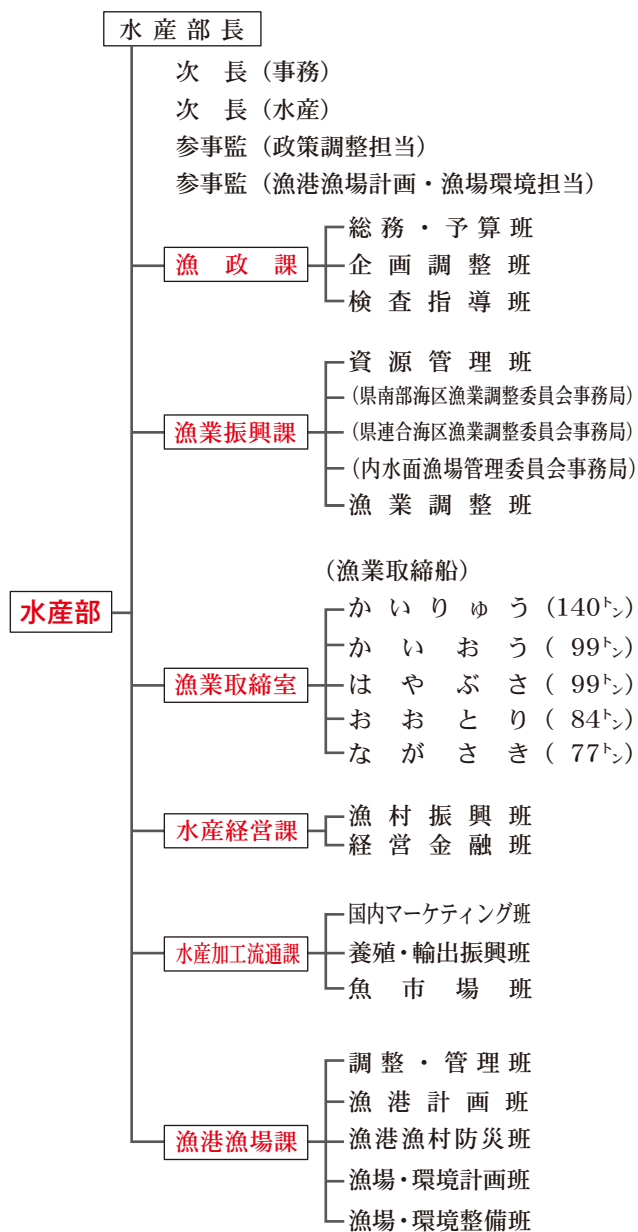 水産部長
次　長（事務）
次　長（水産）
参事監（政策調整担当）
参事監（漁港漁場計画・漁場環境担当）
漁政課
総務・予算班
企画調整班
検査指導班
漁業振興課
資源管理班
（県南部海区漁業調整委員会事務局）
（県連合海区漁業調整委員会事務局）
（内水面漁場管理委員会事務局）
漁業調整班
水産部
漁業取締室
（漁業取締船）
かいりゅう（140㌧）
かいおう（ 99㌧）
はやぶさ（ 99㌧）
おおとり（ 84㌧）
ながさき（ 77㌧）
水産経営課
漁村振興班
経営金融班
水産加工流通課
国内マーケティング班
養殖・輸出振興班
魚市場班
漁港漁場課
調整・管理班
漁港計画班
漁港漁村防災班
漁場・環境計画班
漁場・環境整備班